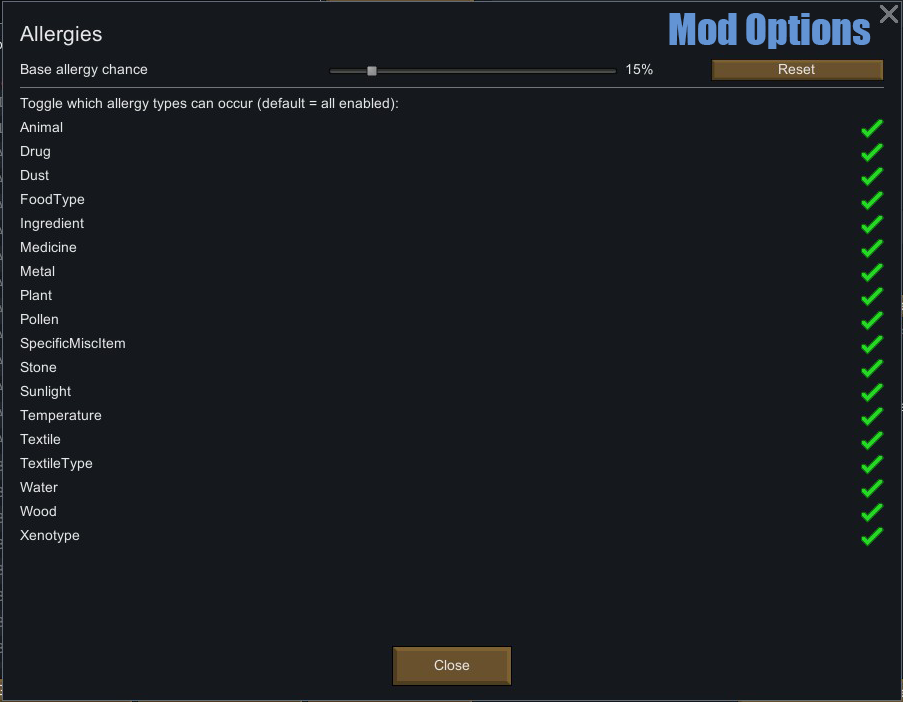 Allergies
Mod Options
Base allergy chance
15%
Reset
Toggle which allergy types can occur (default = all enabled):
Animal
Drug
Dust
FoodType
Ingredient
Medicine
Metal
Plant
Pollen
SpecificMiscItem
Stone
Sunlight
Temperature
Textile
TextileType
Water
Wood
Xenotype
Close